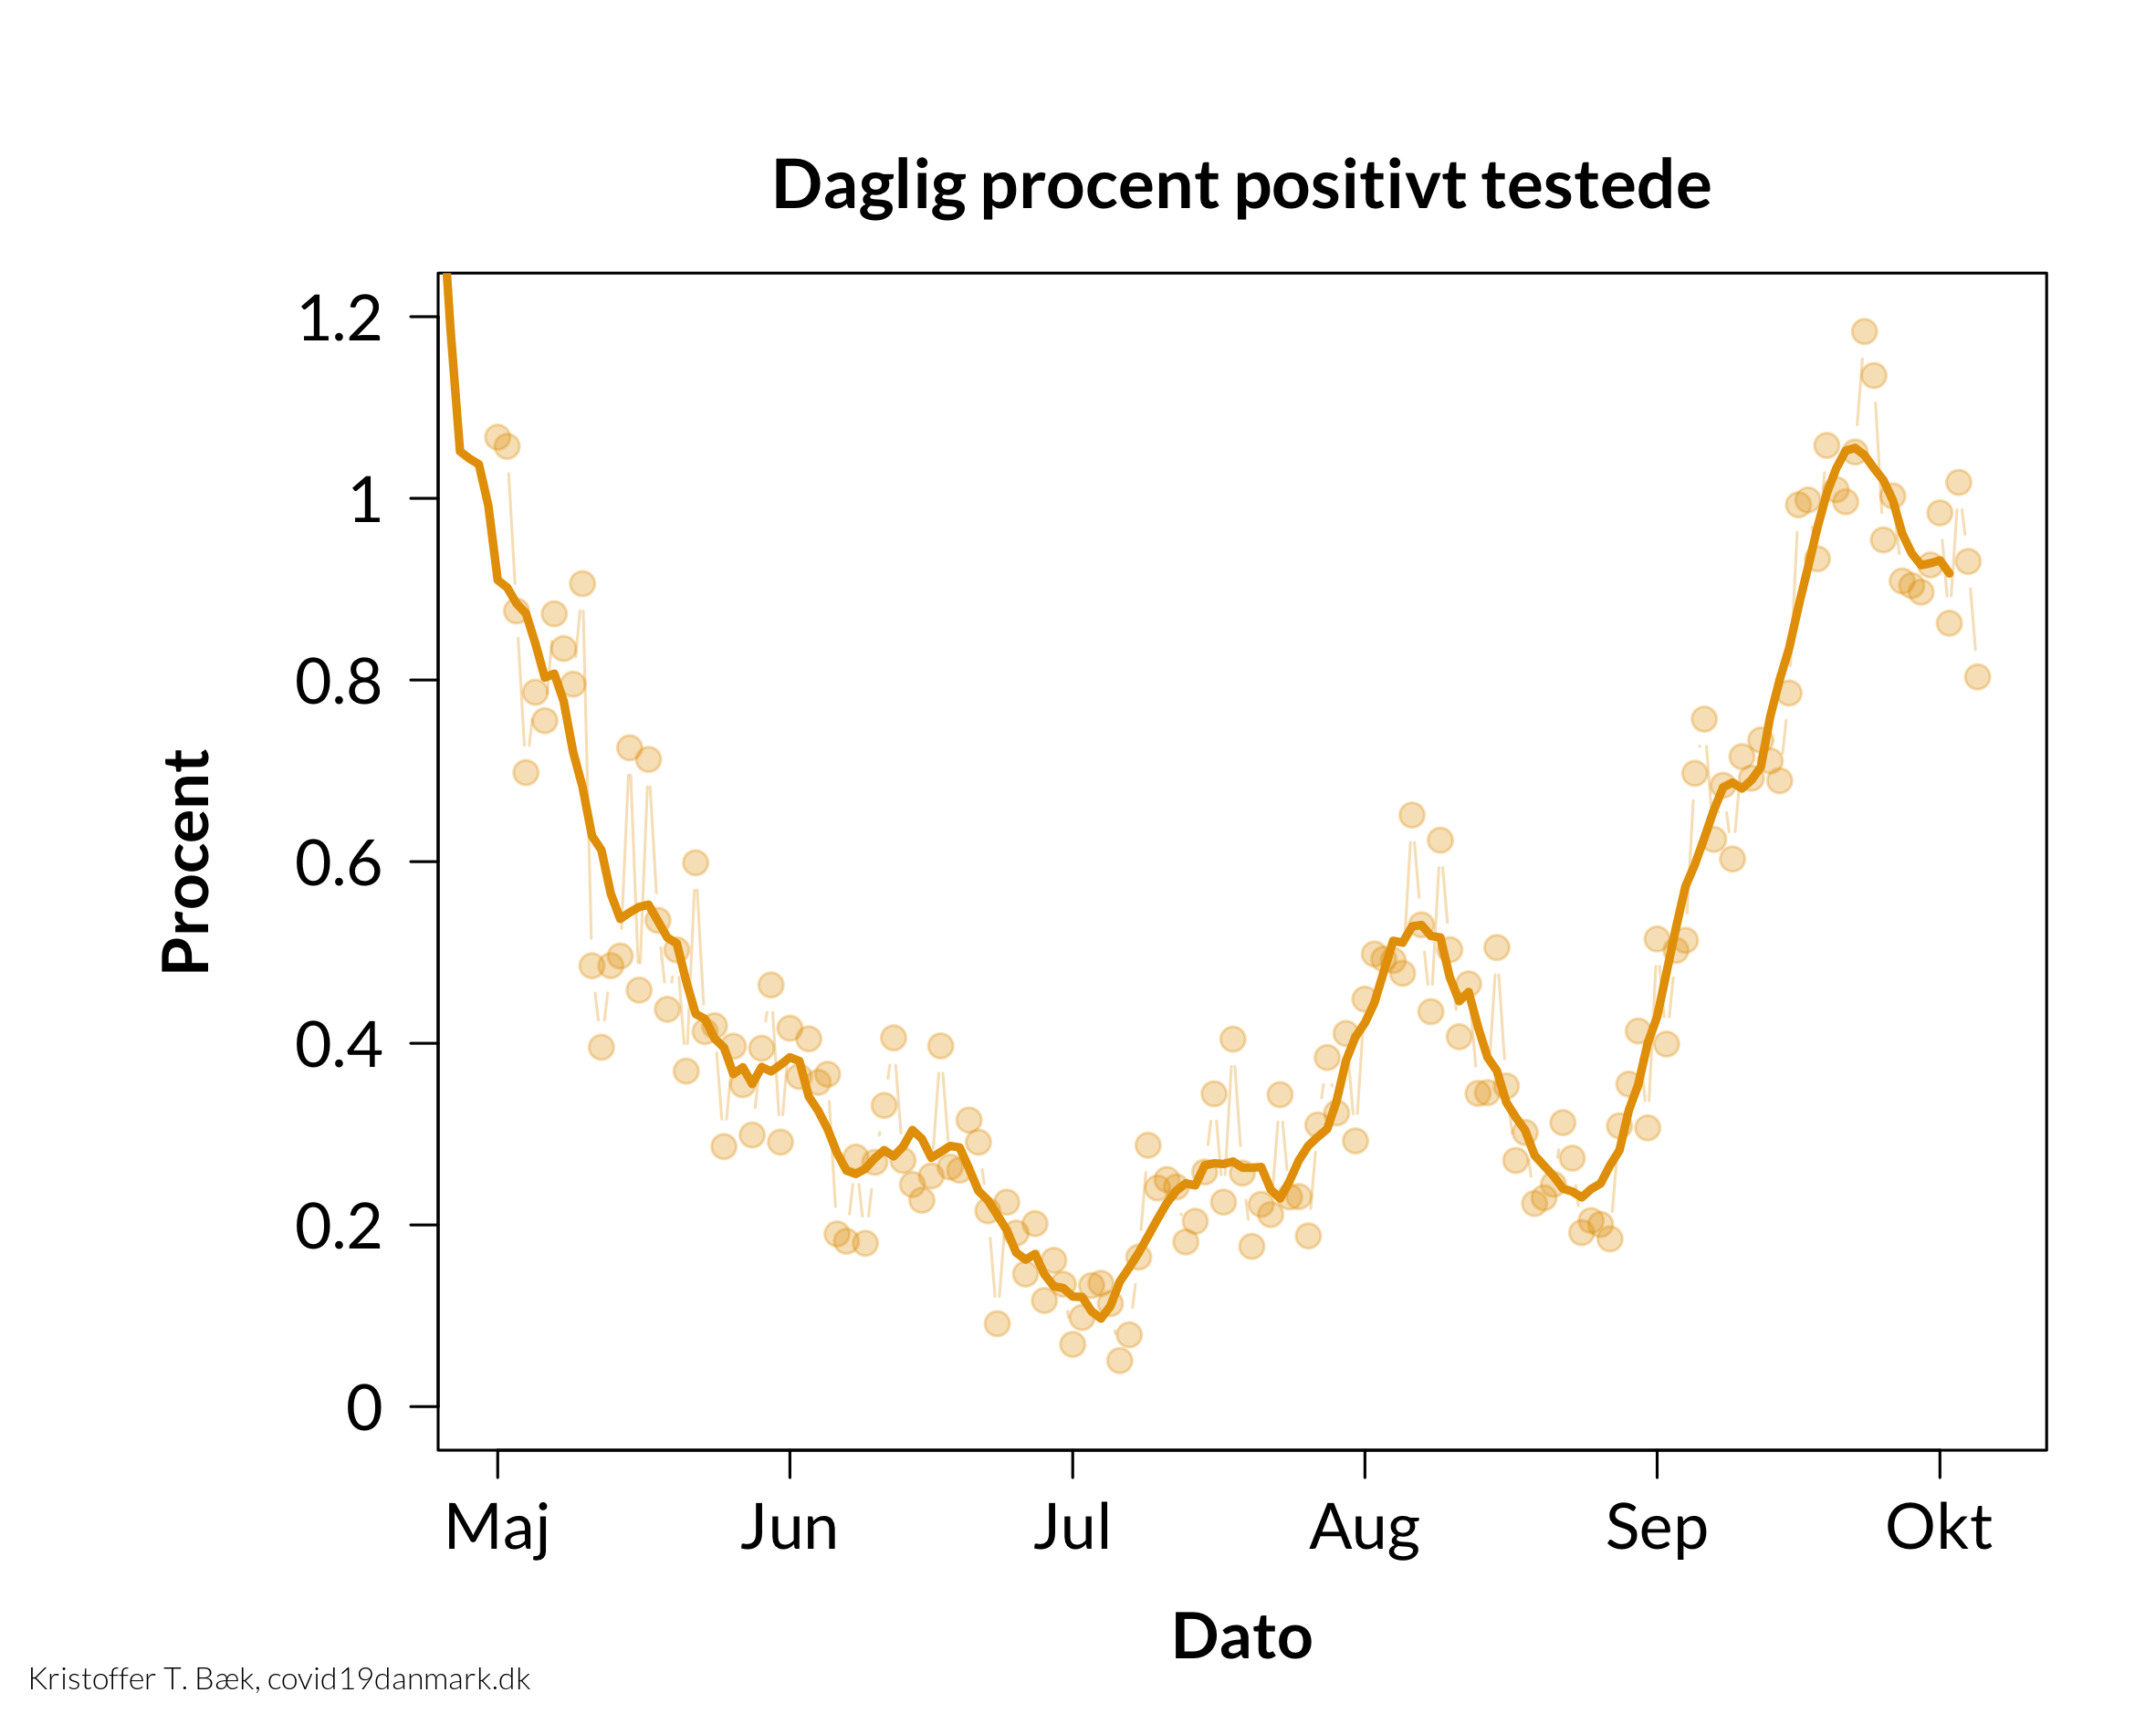 Daglig procent positivt testede
Procent
1.2
1
0.8
0.6
0.4
0.2
0
Maj Jun Jul Aug Sep Okt
Dato
Kristoffer T. Bæk, covid19danmark.dk